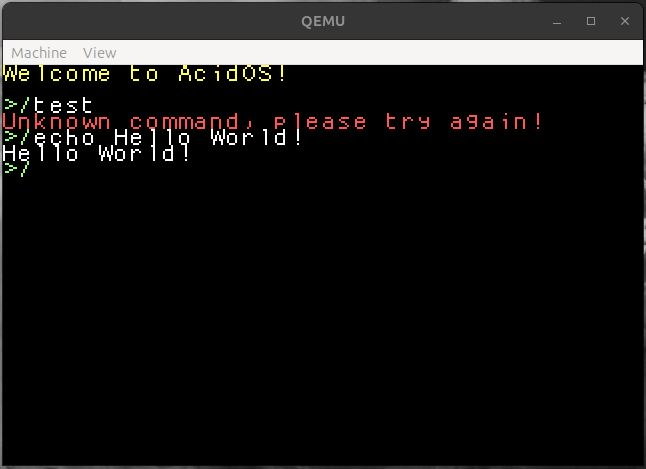 QEMU
Machine View
Welcome to AcidOS!
>/test
Unknown command, please try again!
>/echo Hello World!
Hello World!
>/